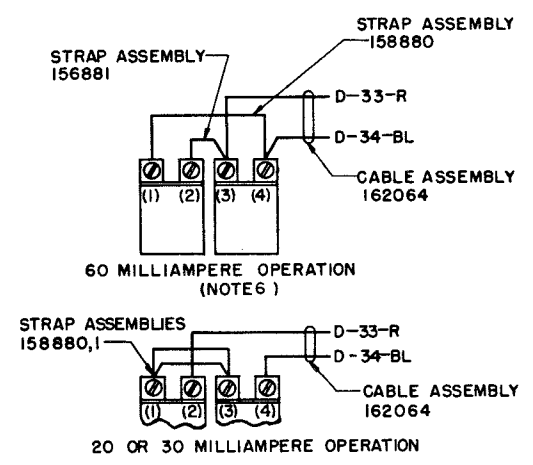 STRAP ASSEMBLY
158880
STRAP ASSEMBLY
156881
D-33-R
D-34-BL
CABLE ASSEMBLY
162064
(1) (2) (3) (4)
60 MILLIAMPERE OPERATION
(NOTE 6)
STRAP ASSEMBLIES
158880,1
D-33-R
D-34-BL
CABLE ASSEMBLY
162064
(1) (2) (3) (4)
20 OR 30 MILLIAMPERE OPERATION